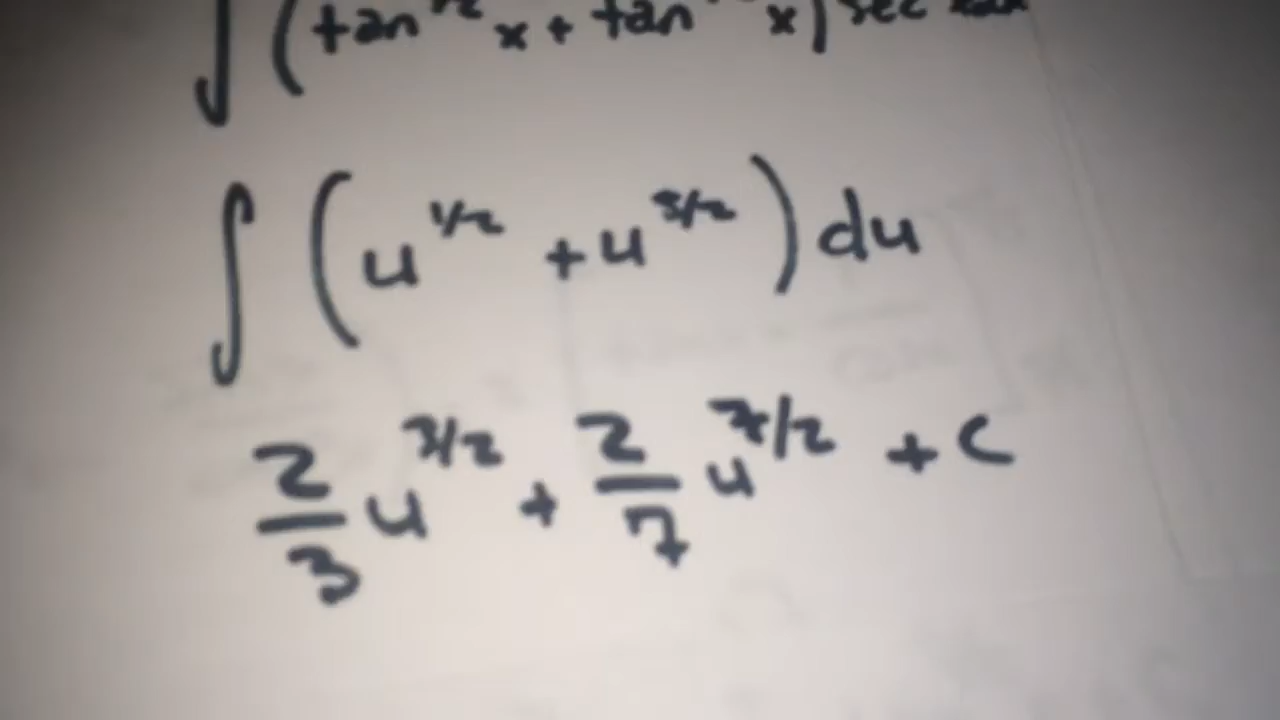 ∫ (tan x + tan x) sec
∫ (u^1/2 + u^5/2) du
2/3 u^3/2 + 2/7 u^7/2 + C